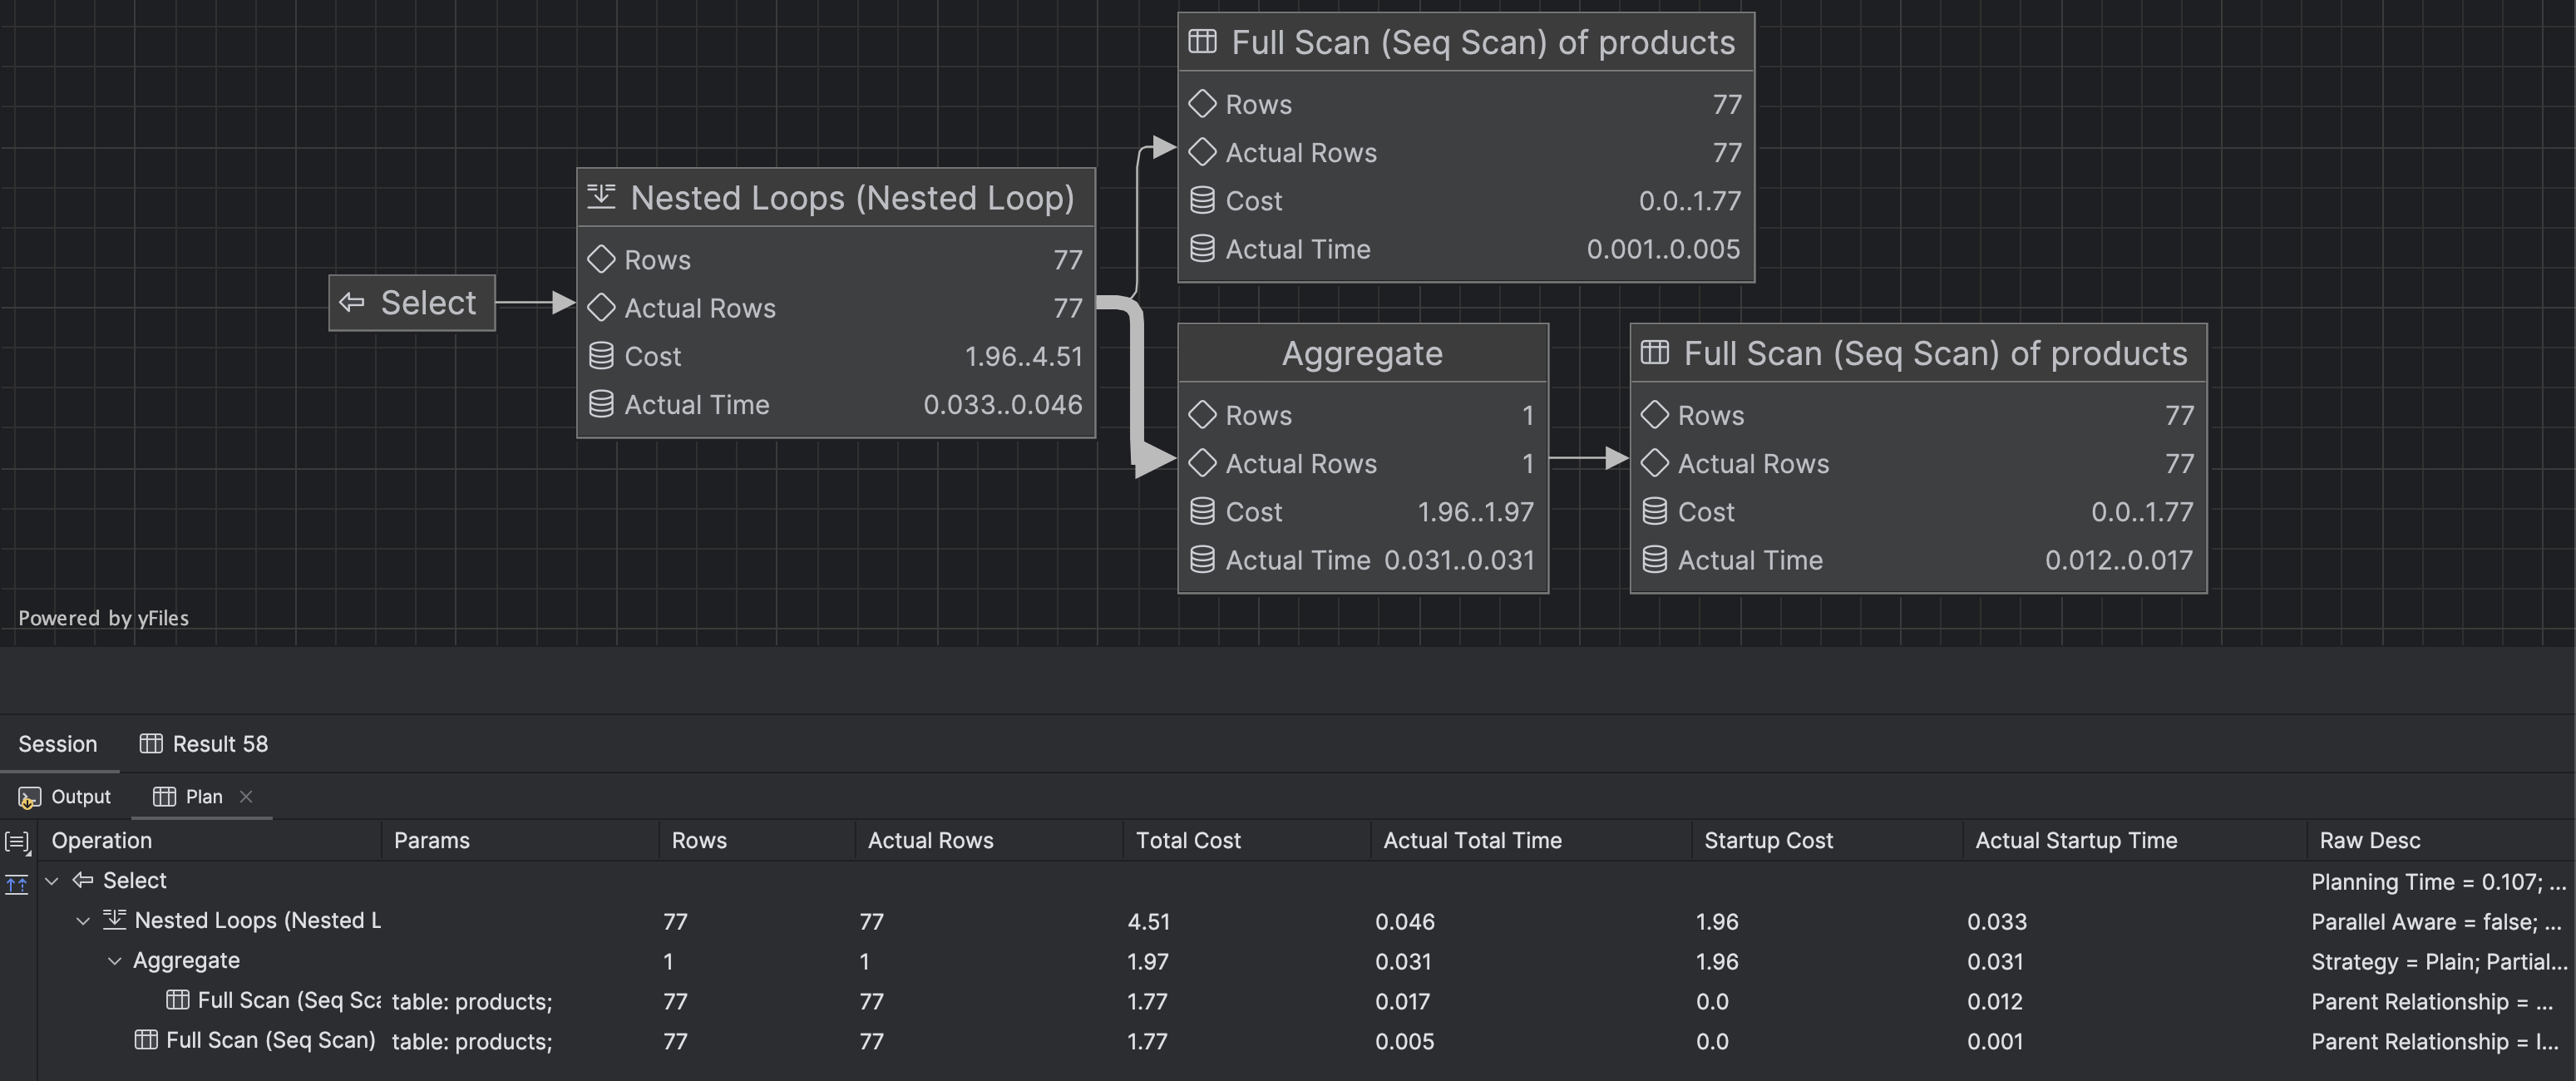 Full Scan (Seq Scan) of products
Rows 77
Actual Rows 77
Cost 0.0..1.77
Actual Time 0.001..0.005
Nested Loops (Nested Loop)
Rows 77
Actual Rows 77
Cost 1.96..4.51
Actual Time 0.033..0.046
Select
Aggregate
Rows 1
Actual Rows 1
Cost 1.96..1.97
Actual Time 0.031..0.031
Full Scan (Seq Scan) of products
Rows 77
Actual Rows 77
Cost 0.0..1.77
Actual Time 0.012..0.017
Powered by yFiles
Session Result 58
Output Plan
Operation Params Rows Actual Rows Total Cost Actual Total Time Startup Cost Actual Startup Time Raw Desc
Select Planning Time = 0.107; ...
Nested Loops (Nested L 77 77 4.51 0.046 1.96 0.033 Parallel Aware = false; ...
Aggregate 1 1 1.97 0.031 1.96 0.031 Strategy = Plain; Partial...
Full Scan (Seq Sca table: products; 77 77 1.77 0.017 0.0 0.012 Parent Relationship = ...
Full Scan (Seq Scan) table: products; 77 77 1.77 0.005 0.0 0.001 Parent Relationship = I...